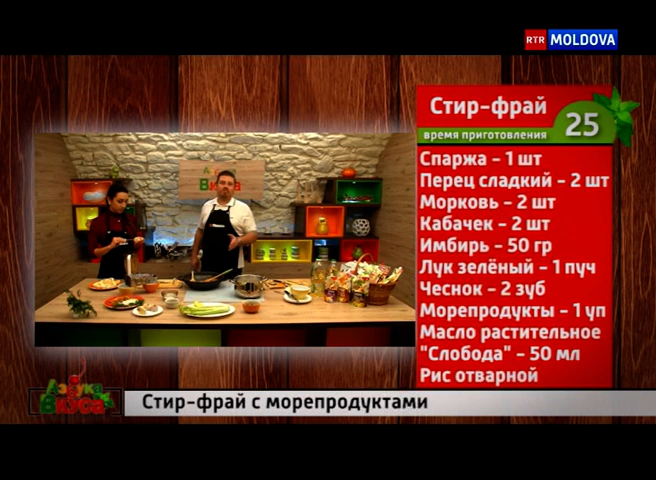 RTR MOLDOVA
Стир-фрай
время приготовления 25
Спаржа - 1 шт
Перец сладкий - 2 шт
Морковь - 2 шт
Кабачек - 2 шт
Имбирь - 50 гр
Лук зелёный - 1 пуч
Чеснок - 2 зуб
Морепродукты - 1 уп
Масло растительное
"Слобода" - 50 мл
Рис отварной
Вкуса
Азбука
Вкуса
Стир-фрай с морепродуктами